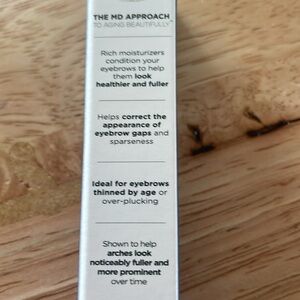 THE MD APPROACH
TO AGING BEAUTIFULLY™
Rich moisturizers
condition your
eyebrows to help
them look
healthier and fuller
Helps correct the
appearance of
eyebrow gaps and
sparseness
Ideal for eyebrows
thinned by age or
over-plucking
Shown to help
arches look
noticeably fuller and
more prominent
over time